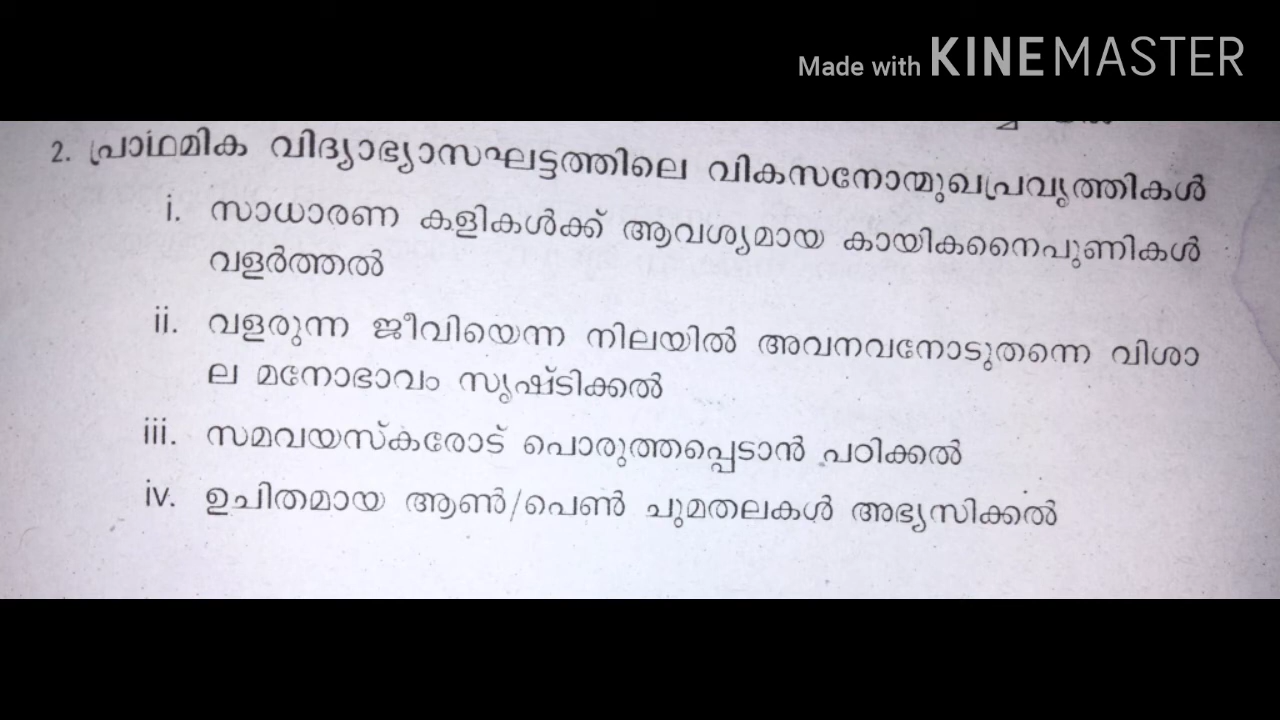 Made with KINEMASTER
2. പ്രാഥമിക വിദ്യാഭ്യാസഘട്ടത്തിലെ വികസനോന്മുഖപ്രവൃത്തികൾ
i. സാധാരണ കളികൾക്ക് ആവശ്യമായ കായികനൈപുണികൾ
വളർത്തൽ
ii. വളരുന്ന ജീവിയെന്ന നിലയിൽ അവനവനോടുതന്നെ വിശാ
ല മനോഭാവം സൃഷ്ടിക്കൽ
iii. സമവയസ്കരോട് പൊരുത്തപ്പെടാൻ പഠിക്കൽ
iv. ഉചിതമായ ആൺ/പെൺ ചുമതലകൾ അഭ്യസിക്കൽ